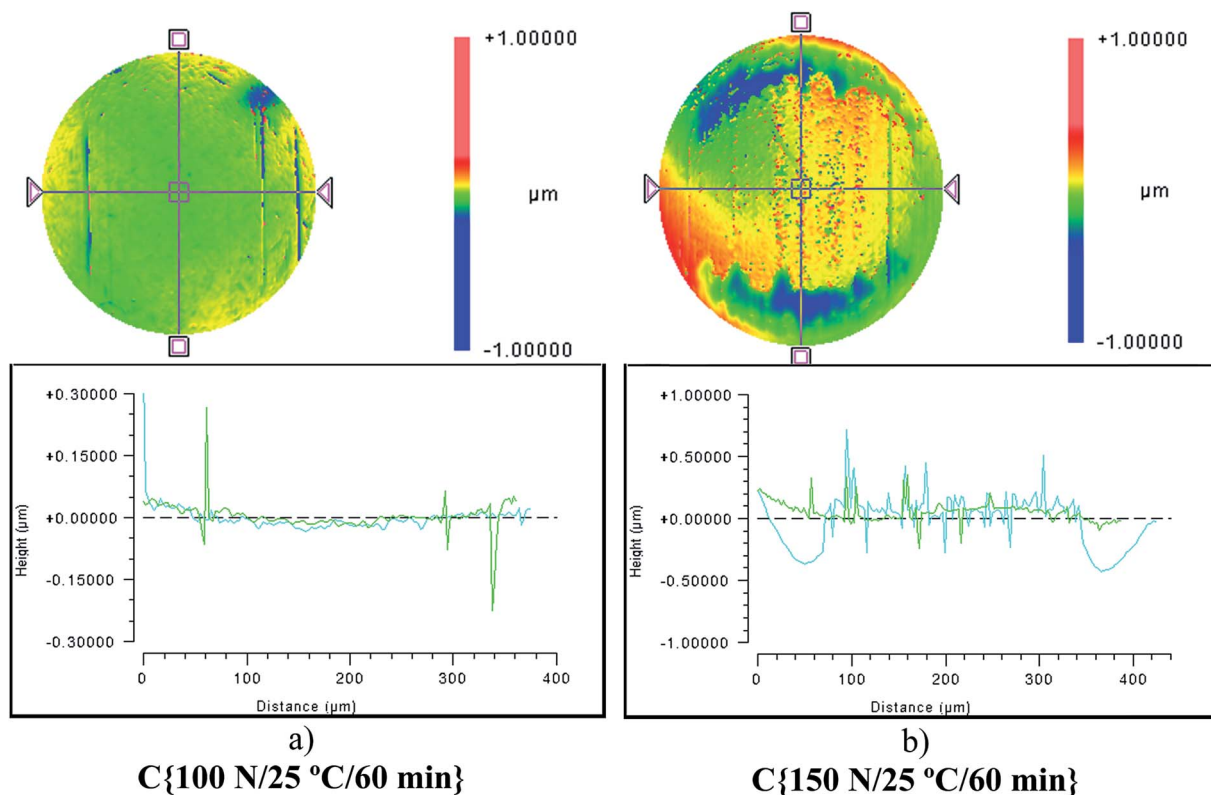 +1.00000
µm
-1.00000
+1.00000
µm
-1.00000
+0.30000
+0.15000
+0.00000
-0.15000
-0.30000
Height (µm)
0 100 200 300 400
Distance (µm)
+1.00000
+0.50000
+0.00000
-0.50000
-1.00000
Height (µm)
0 100 200 300 400
Distance (µm)
a)
C{100 N/25 ºC/60 min}
b)
C{150 N/25 ºC/60 min}